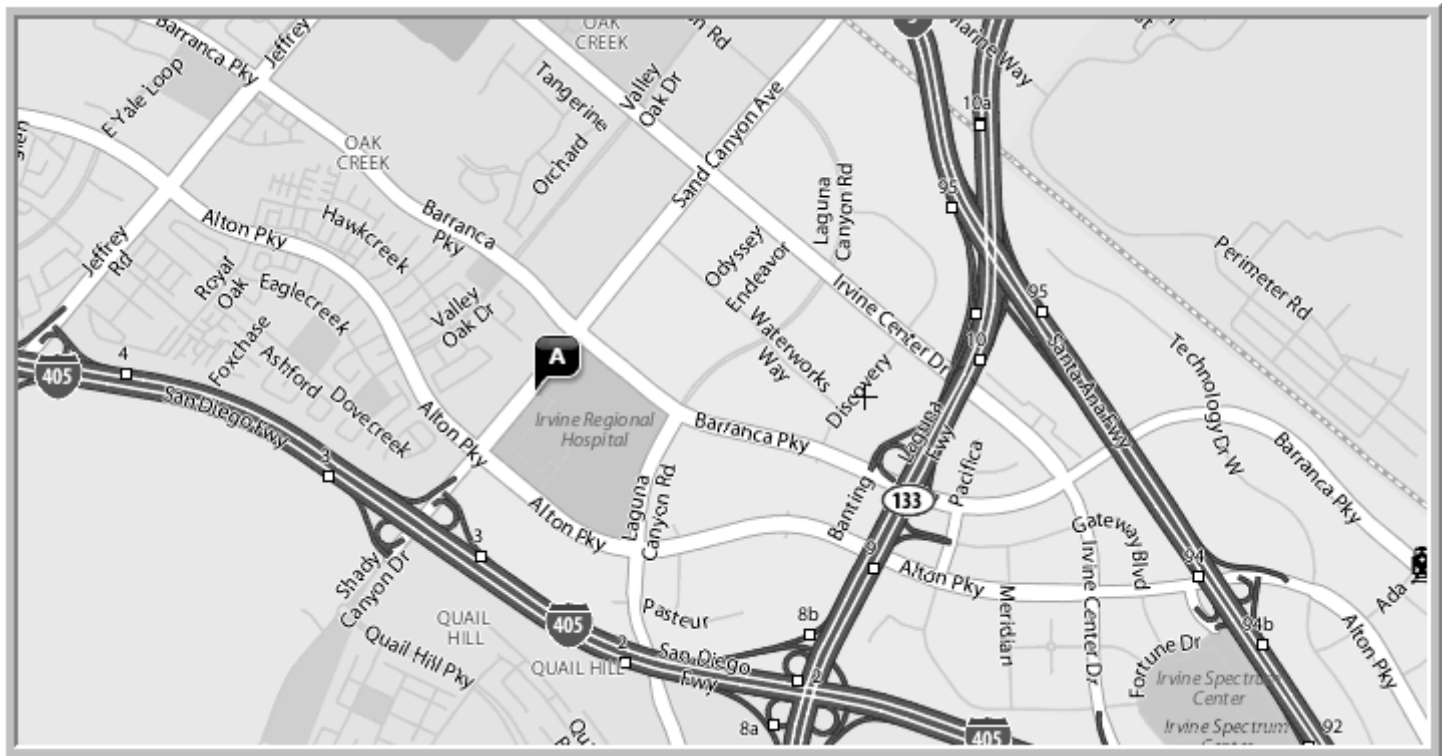 Barranca Pky
Jeffrey
E Yale Loop
OAK
CREEK
Valley
Oak Dr
Tangerine
Orchard
Sand Canyon Ave
Marine Way
10a
95
Laguna
Canyon Rd
OAK
CREEK
Barranca
Pky
Alton Pky
Hawkcreek
Jeffrey
Rd
Royal
Oak
Eaglecreek
Valley
Oak Dr
Odyssey
Endeavor
Irvine Center Dr
Perimeter Rd
95
10
Waterworks
Way
Discovery
Technology Dr W
Santa Ana Fwy
A
4
405
Foxchase
Ashford
Dovecreek
San Diego Fwy
Alton Pky
Irvine Regional
Hospital
Barranca Pky
Laguna
Fwy
Pacifica
Barranca Pky
3
3
133
Banting
Laguna
Canyon Rd
Alton Pky
9
Alton Pky
Gateway Blvd
Irvine Center Dr
94
Ada
Shady
Canyon Dr
QUAIL
HILL
Quail Hill Pky
405
Pasteur
8b
Meridian
94b
Alton Pky
2
QUAIL HILL
San Diego
Fwy
2
Fortune Dr
Irvine Spectrum
Center
8a
405
Irvine Spectrum
Center
92